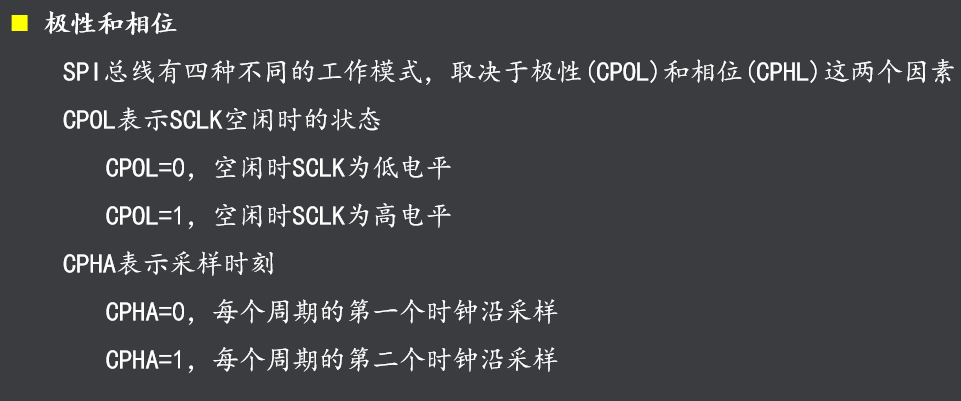 极性和相位
SPI总线有四种不同的工作模式，取决于极性(CPOL)和相位(CPHL)这两个因素
CPOL表示SCLK空闲时的状态
CPOL=0，空闲时SCLK为低电平
CPOL=1，空闲时SCLK为高电平
CPHA表示采样时刻
CPHA=0，每个周期的第一个时钟沿采样
CPHA=1，每个周期的第二个时钟沿采样